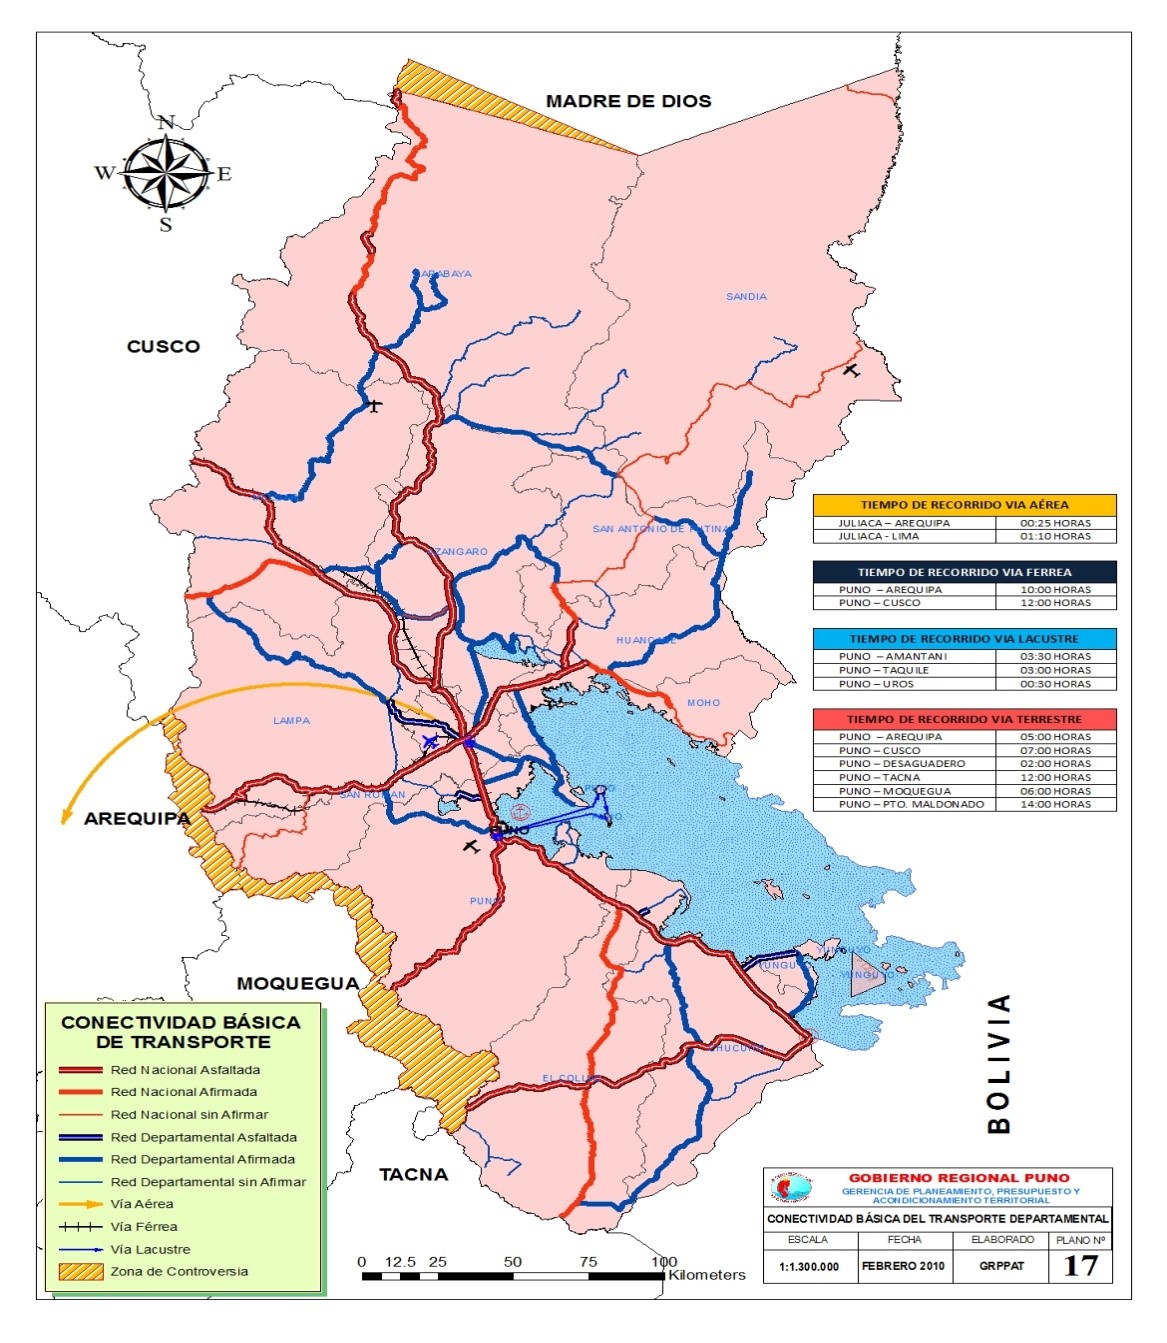 MADRE DE DIOS
N
W E
S
SANDIA
CUSCO
SAN ANTONIO DE PUTINA
MOHO
LAMPA
SAN ROMAN
AREQUIPA
PUNO
PUNO
YUNGUYO
YUNGUYO
MOQUEGUA
TACNA
BOLIVIA
TIEMPO DE RECORRIDO VIA AÉREA
JULIACA – AREQUIPA 00:25 HORAS
JULIACA - LIMA 01:10 HORAS
TIEMPO DE RECORRIDO VIA FERREA
PUNO – AREQUIPA 10:00 HORAS
PUNO – CUSCO 12:00 HORAS
TIEMPO DE RECORRIDO VIA LACUSTRE
PUNO – AMANTANI 03:30 HORAS
PUNO – TAQUILE 03:00 HORAS
PUNO – UROS 00:30 HORAS
TIEMPO DE RECORRIDO VIA TERRESTRE
PUNO – AREQUIPA 05:00 HORAS
PUNO – CUSCO 07:00 HORAS
PUNO – DESAGUADERO 02:00 HORAS
PUNO – TACNA 12:00 HORAS
PUNO – MOQUEGUA 06:00 HORAS
PUNO – PTO. MALDONADO 14:00 HORAS
CONECTIVIDAD BÁSICA
DE TRANSPORTE
Red Nacional Asfaltada
Red Nacional Afirmada
Red Nacional sin Afirmar
Red Departamental Asfaltada
Red Departamental Afirmada
Red Departamental sin Afirmar
Vía Aérea
Vía Férrea
Vía Lacustre
Zona de Controversia
0 12.5 25 50 75 100
Kilometers
GOBIERNO REGIONAL PUNO
GERENCIA DE PLANEAMIENTO, PRESUPUESTO Y
ACONDICIONAMIENTO TERRITORIAL
CONECTIVIDAD BÁSICA DEL TRANSPORTE DEPARTAMENTAL
ESCALA FECHA ELABORADO PLANO Nº
1:1.300.000 FEBRERO 2010 GRPPAT 17